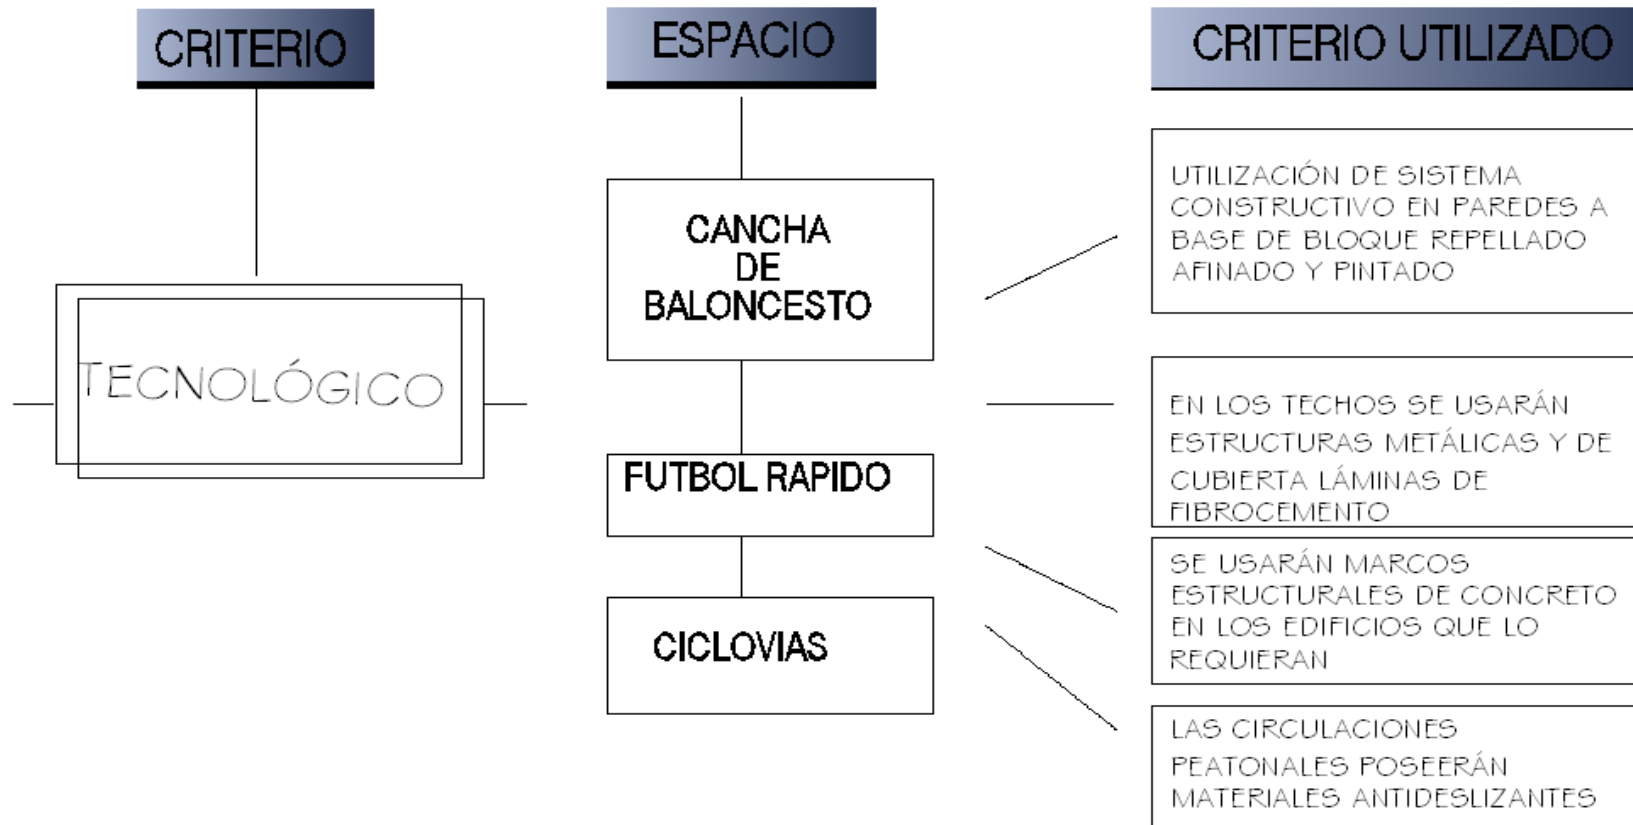 CRITERIO
TECNOLÓGICO
ESPACIO
CANCHA
DE
BALONCESTO
FUTBOL RAPIDO
CICLOVIAS
CRITERIO UTILIZADO
UTILIZACIÓN DE SISTEMA
CONSTRUCTIVO EN PAREDES A
BASE DE BLOQUE REPELLADO
AFINADO Y PINTADO
EN LOS TECHOS SE USARÁN
ESTRUCTURAS METÁLICAS Y DE
CUBIERTA LÁMINAS DE
FIBROCEMENTO
SE USARÁN MARCOS
ESTRUCTURALES DE CONCRETO
EN LOS EDIFICIOS QUE LO
REQUIERAN
LAS CIRCULACIONES
PEATONALES POSEERÁN
MATERIALES ANTIDESLIZANTES